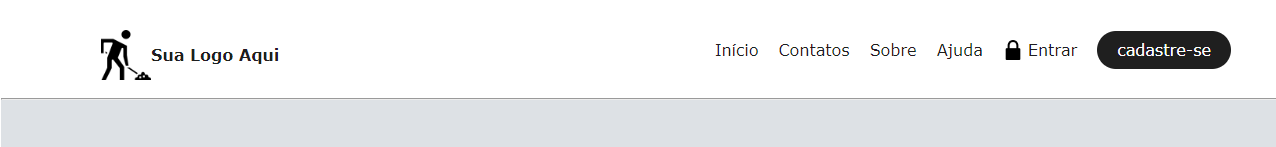 Sua Logo Aqui
Início Contatos Sobre Ajuda Entrar cadastre-se